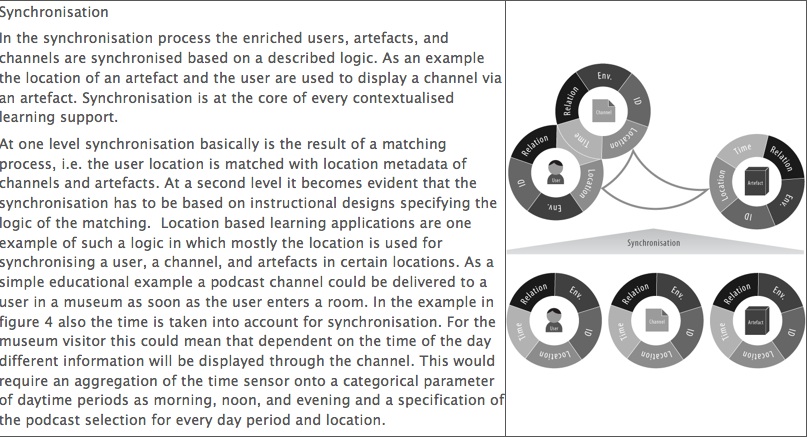 Synchronisation
In the synchronisation process the enriched users, artefacts, and
channels are synchronised based on a described logic. As an example
the location of an artefact and the user are used to display a channel via
an artefact. Synchronisation is at the core of every contextualised
learning support.
At one level synchronisation basically is the result of a matching
process, i.e. the user location is matched with location metadata of
channels and artefacts. At a second level it becomes evident that the
synchronisation has to be based on instructional designs specifying the
logic of the matching.  Location based learning applications are one
example of such a logic in which mostly the location is used for
synchronising a user, a channel, and artefacts in certain locations. As a
simple educational example a podcast channel could be delivered to a
user in a museum as soon as the user enters a room. In the example in
figure 4 also the time is taken into account for synchronisation. For the
museum visitor this could mean that dependent on the time of the day
different information will be displayed through the channel. This would
require an aggregation of the time sensor onto a categorical parameter
of daytime periods as morning, noon, and evening and a specification of
the podcast selection for every day period and location.
Relation
Env.
ID
Location
Time
Channel
Relation
Location
Env.
ID
User
Time
Relation
Env.
ID
Location
Artefact
Synchronisation
Relation
Env.
ID
Location
Time
User
Relation
Env.
ID
Location
Time
Channel
Relation
Env.
ID
Location
Time
Artefact